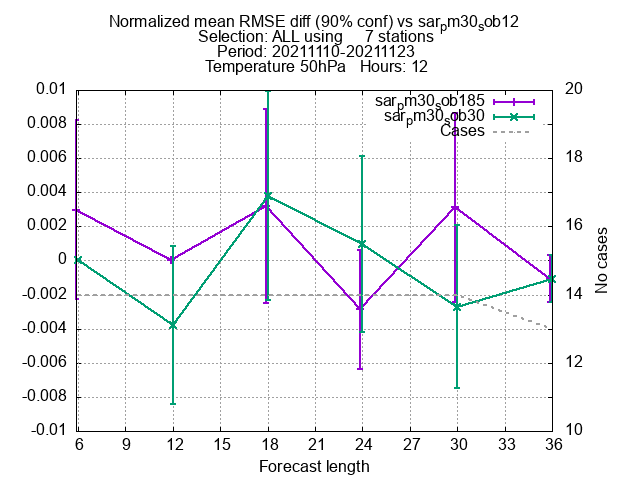 Normalized mean RMSE diff (90% conf) vs sar_pm30_sob12
Selection: ALL using 7 stations
Period: 20211110-20211123
Temperature 50hPa Hours: 12
sar_pm30_sob185
sar_pm30_sob30
Cases
0.01
0.008
0.006
0.004
0.002
0
-0.002
-0.004
-0.006
-0.008
-0.01
20
18
16
14
12
10
No cases
6 9 12 15 18 21 24 27 30 33 36
Forecast length